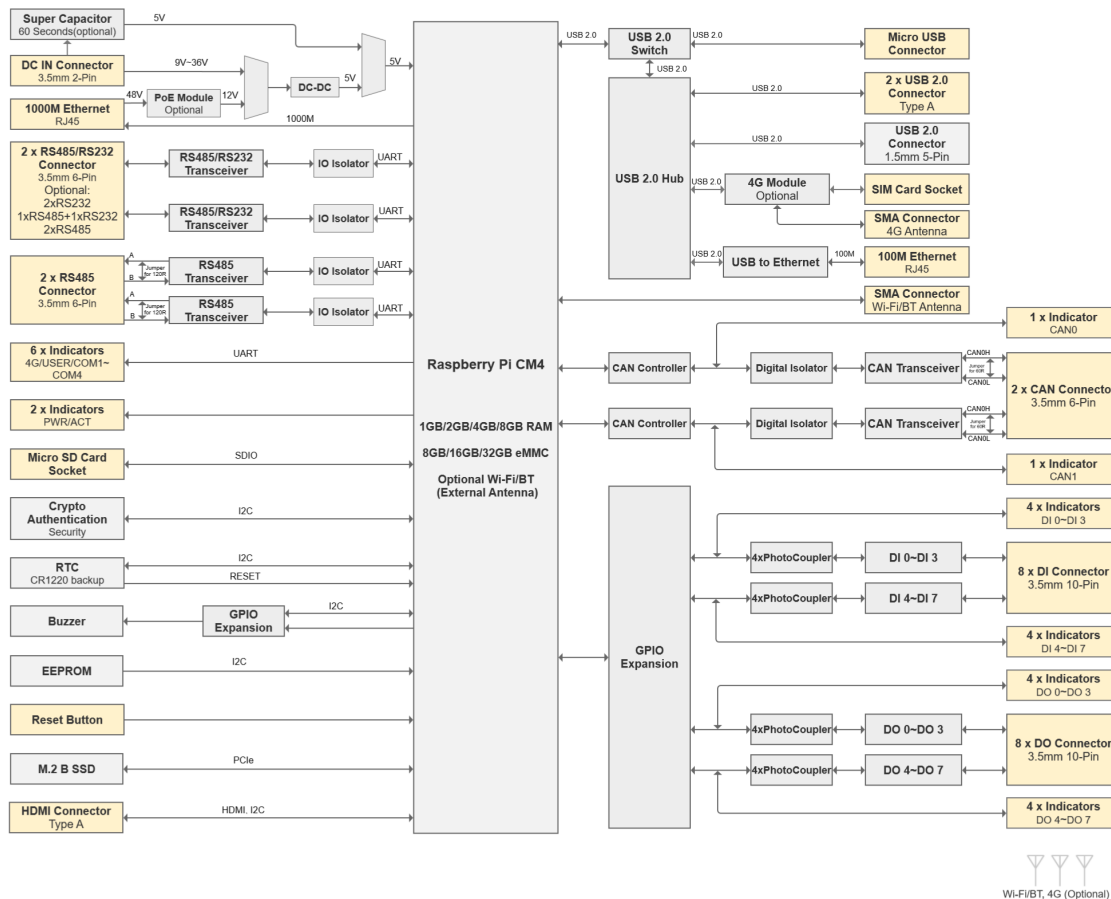 Super Capacitor
60 Seconds(optional)
5V
DC IN Connector
3.5mm 2-Pin
9V~36V
5V
DC-DC
5V
48V
PoE Module
Optional
12V
1000M Ethernet
RJ45
1000M
2 x RS485/RS232
Connector
3.5mm 6-Pin
Optional:
2xRS232
1xRS485+1xRS232
2xRS485
RS485/RS232
Transceiver
IO Isolator
UART
RS485/RS232
Transceiver
IO Isolator
UART
2 x RS485
Connector
3.5mm 6-Pin
A
Jumper
for 120R
B
RS485
Transceiver
IO Isolator
UART
A
Jumper
for 120R
B
RS485
Transceiver
IO Isolator
UART
6 x Indicators
4G/USER/COM1~
COM4
UART
2 x Indicators
PWR/ACT
Micro SD Card
Socket
SDIO
Crypto
Authentication
Security
I2C
RTC
CR1220 backup
I2C
RESET
Buzzer
GPIO
Expansion
I2C
EEPROM
I2C
Reset Button
M.2 B SSD
PCIe
HDMI Connector
Type A
HDMI. I2C
Raspberry Pi CM4
1GB/2GB/4GB/8GB RAM
8GB/16GB/32GB eMMC
Optional Wi-Fi/BT
(External Antenna)
USB 2.0
USB 2.0
Switch
USB 2.0
Micro USB
Connector
USB 2.0
USB 2.0 Hub
USB 2.0
2 x USB 2.0
Connector
Type A
USB 2.0
USB 2.0
Connector
1.5mm 5-Pin
USB 2.0
4G Module
Optional
SIM Card Socket
SMA Connector
4G Antenna
USB 2.0
USB to Ethernet
100M
100M Ethernet
RJ45
SMA Connector
Wi-Fi/BT Antenna
1 x Indicator
CAN0
CAN Controller
Digital Isolator
CAN Transceiver
CAN0H
Jumper
for 60R
CAN0L
2 x CAN Connecto
3.5mm 6-Pin
CAN Controller
Digital Isolator
CAN Transceiver
CAN0H
Jumper
for 60R
CAN0L
1 x Indicator
CAN1
GPIO
Expansion
4 x Indicators
DI 0~DI 3
4xPhotoCoupler
DI 0~DI 3
8 x DI Connector
3.5mm 10-Pin
4xPhotoCoupler
DI 4~DI 7
4 x Indicators
DI 4~DI 7
4 x Indicators
DO 0~DO 3
4xPhotoCoupler
DO 0~DO 3
8 x DO Connector
3.5mm 10-Pin
4xPhotoCoupler
DO 4~DO 7
4 x Indicators
DO 4~DO 7
Wi-Fi/BT, 4G (Optional)